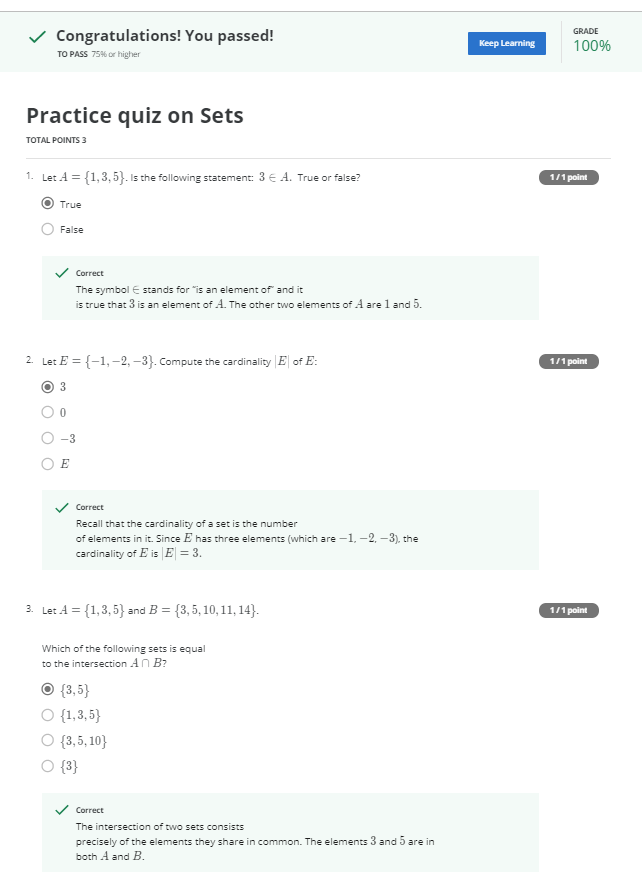 Congratulations! You passed!
TO PASS 75% or higher
Keep Learning
GRADE
100%
Practice quiz on Sets
TOTAL POINTS 3
1. Let A = {1, 3, 5}. Is the following statement: 3 ∈ A. True or false?
1 / 1 point
True
False
Correct
The symbol ∈ stands for "is an element of" and it
is true that 3 is an element of A. The other two elements of A are 1 and 5.
2. Let E = {−1, −2, −3}. Compute the cardinality |E| of E:
1 / 1 point
3
0
−3
E
Correct
Recall that the cardinality of a set is the number
of elements in it. Since E has three elements (which are −1, −2, −3), the
cardinality of E is |E| = 3.
3. Let A = {1, 3, 5} and B = {3, 5, 10, 11, 14}.
1 / 1 point
Which of the following sets is equal
to the intersection A ∩ B?
{3, 5}
{1, 3, 5}
{3, 5, 10}
{3}
Correct
The intersection of two sets consists
precisely of the elements they share in common. The elements 3 and 5 are in
both A and B.